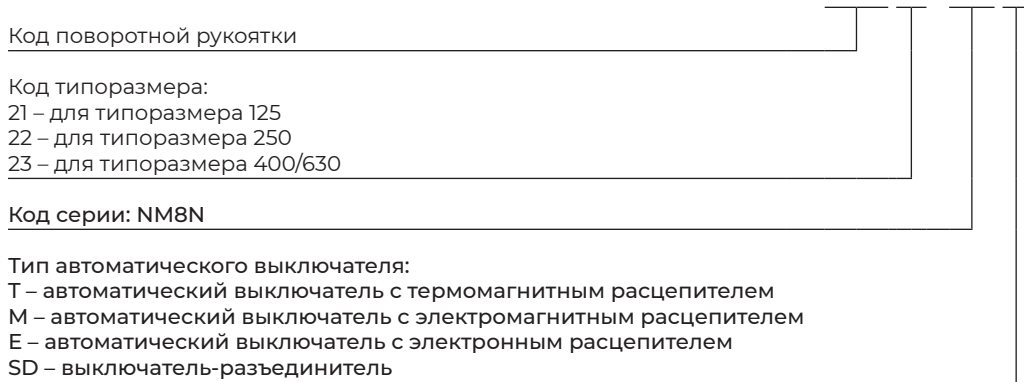 Код поворотной рукоятки
Код типоразмера:
21 – для типоразмера 125
22 – для типоразмера 250
23 – для типоразмера 400/630
Код серии: NM8N
Тип автоматического выключателя:
T – автоматический выключатель с термомагнитным расцепителем
M – автоматический выключатель с электромагнитным расцепителем
E – автоматический выключатель с электронным расцепителем
SD – выключатель-разъединитель